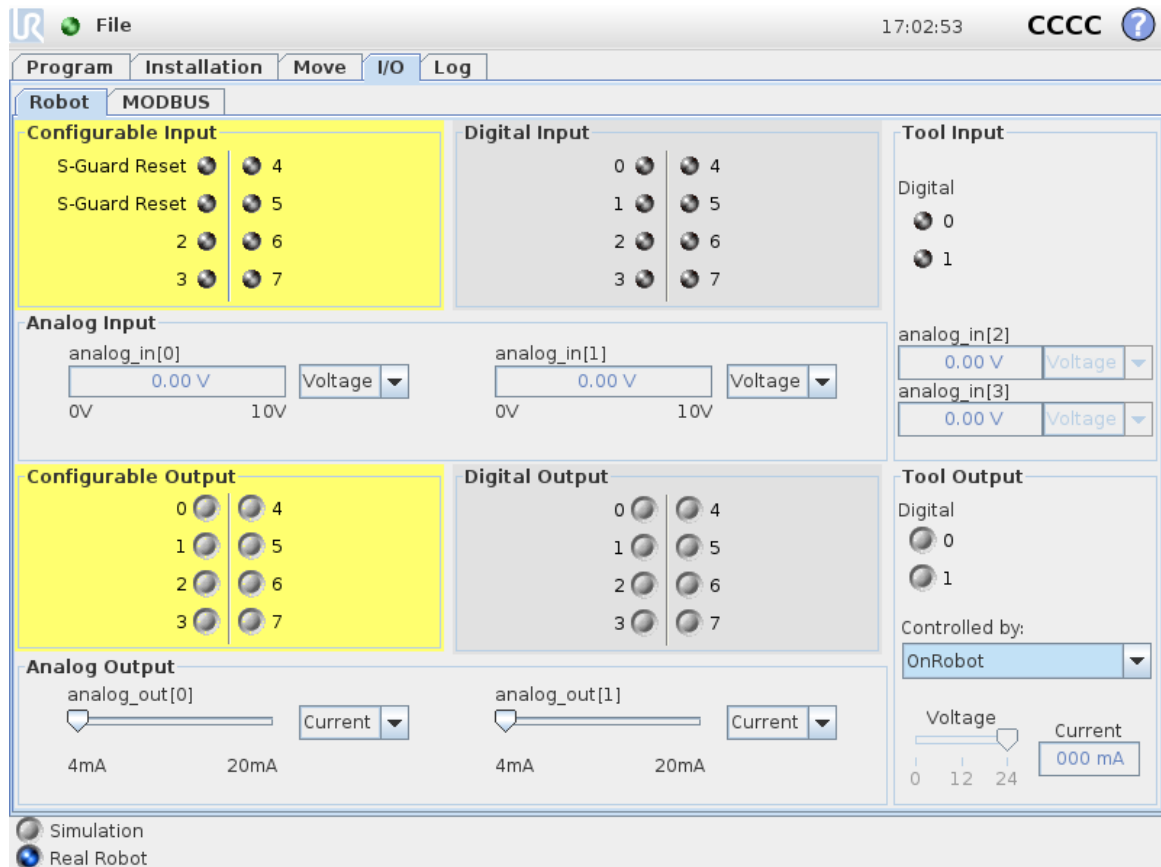 UR File 17:02:53 CCCC ?
Program Installation Move I/O Log
Robot MODBUS
Configurable Input
S-Guard Reset 4
S-Guard Reset 5
2 6
3 7
Digital Input
0 4
1 5
2 6
3 7
Tool Input
Digital
0
1
analog_in[2]
0.00 V Voltage
analog_in[3]
0.00 V Voltage
Analog Input
analog_in[0]
0.00 V Voltage
0V 10V
analog_in[1]
0.00 V Voltage
0V 10V
Configurable Output
0 4
1 5
2 6
3 7
Digital Output
0 4
1 5
2 6
3 7
Tool Output
Digital
0
1
Controlled by:
OnRobot
Voltage
0 12 24
Current
000 mA
Analog Output
analog_out[0]
Current
4mA 20mA
analog_out[1]
Current
4mA 20mA
Simulation
Real Robot